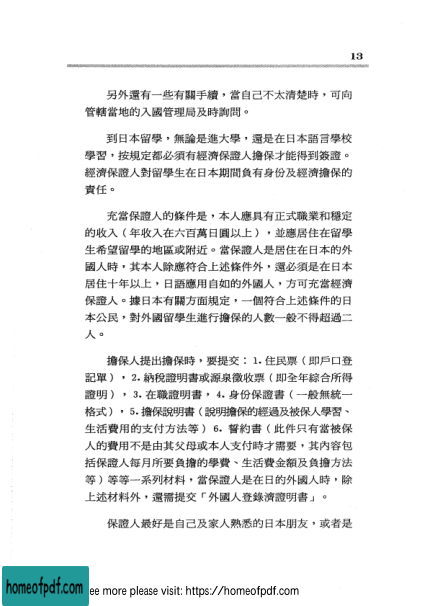 13
另外還有一些有關手續，當自己不太清楚時，可向
管轄當地的入國管理局及時詢問。
到日本留學，無論是進大學，還是在日本語言學校
學習，按規定都必須有經濟保證人擔保才能得到簽證。
經濟保證人對留學生在日本期間負有身份及經濟擔保的
責任。
充當保證人的條件是，本人應具有正式職業和穩定
的收入（年收入在六百萬日圓以上），並應居住在留學
生希望留學的地區或附近。當保證人是居住在日本的外
國人時，其本人除應符合上述條件外，還必須是在日本
居住十年以上，日語應用自如的外國人，方可充當經濟
保證人。據日本有關方面規定，一個符合上述條件的日
本公民，對外國留學生進行擔保的人數一般不得超過二
人。
擔保人提出擔保時，要提交：1.住民票（即戶口登
記單），2.納稅證明書或源泉徵收票（即全年綜合所得
證明），3.在職證明書，4.身份保證書（一般無統一
格式），5.擔保說明書（說明擔保的經過及被保人學習、
生活費用的支付方法等）6.誓約書（此件只有當被保
人的費用不是由其父母或本人支付時才需要，其內容包
括保證人每月所要負擔的學費、生活費金額及負擔方法
等）等等一系列材料，當保證人是在日的外國人時，除
上述材料外，還需提交「外國人登錄濟證明書」。
保證人最好是自己及家人熟悉的日本朋友，或者是
homeofpdf.com
ee more please visit: https://homeofpdf.com